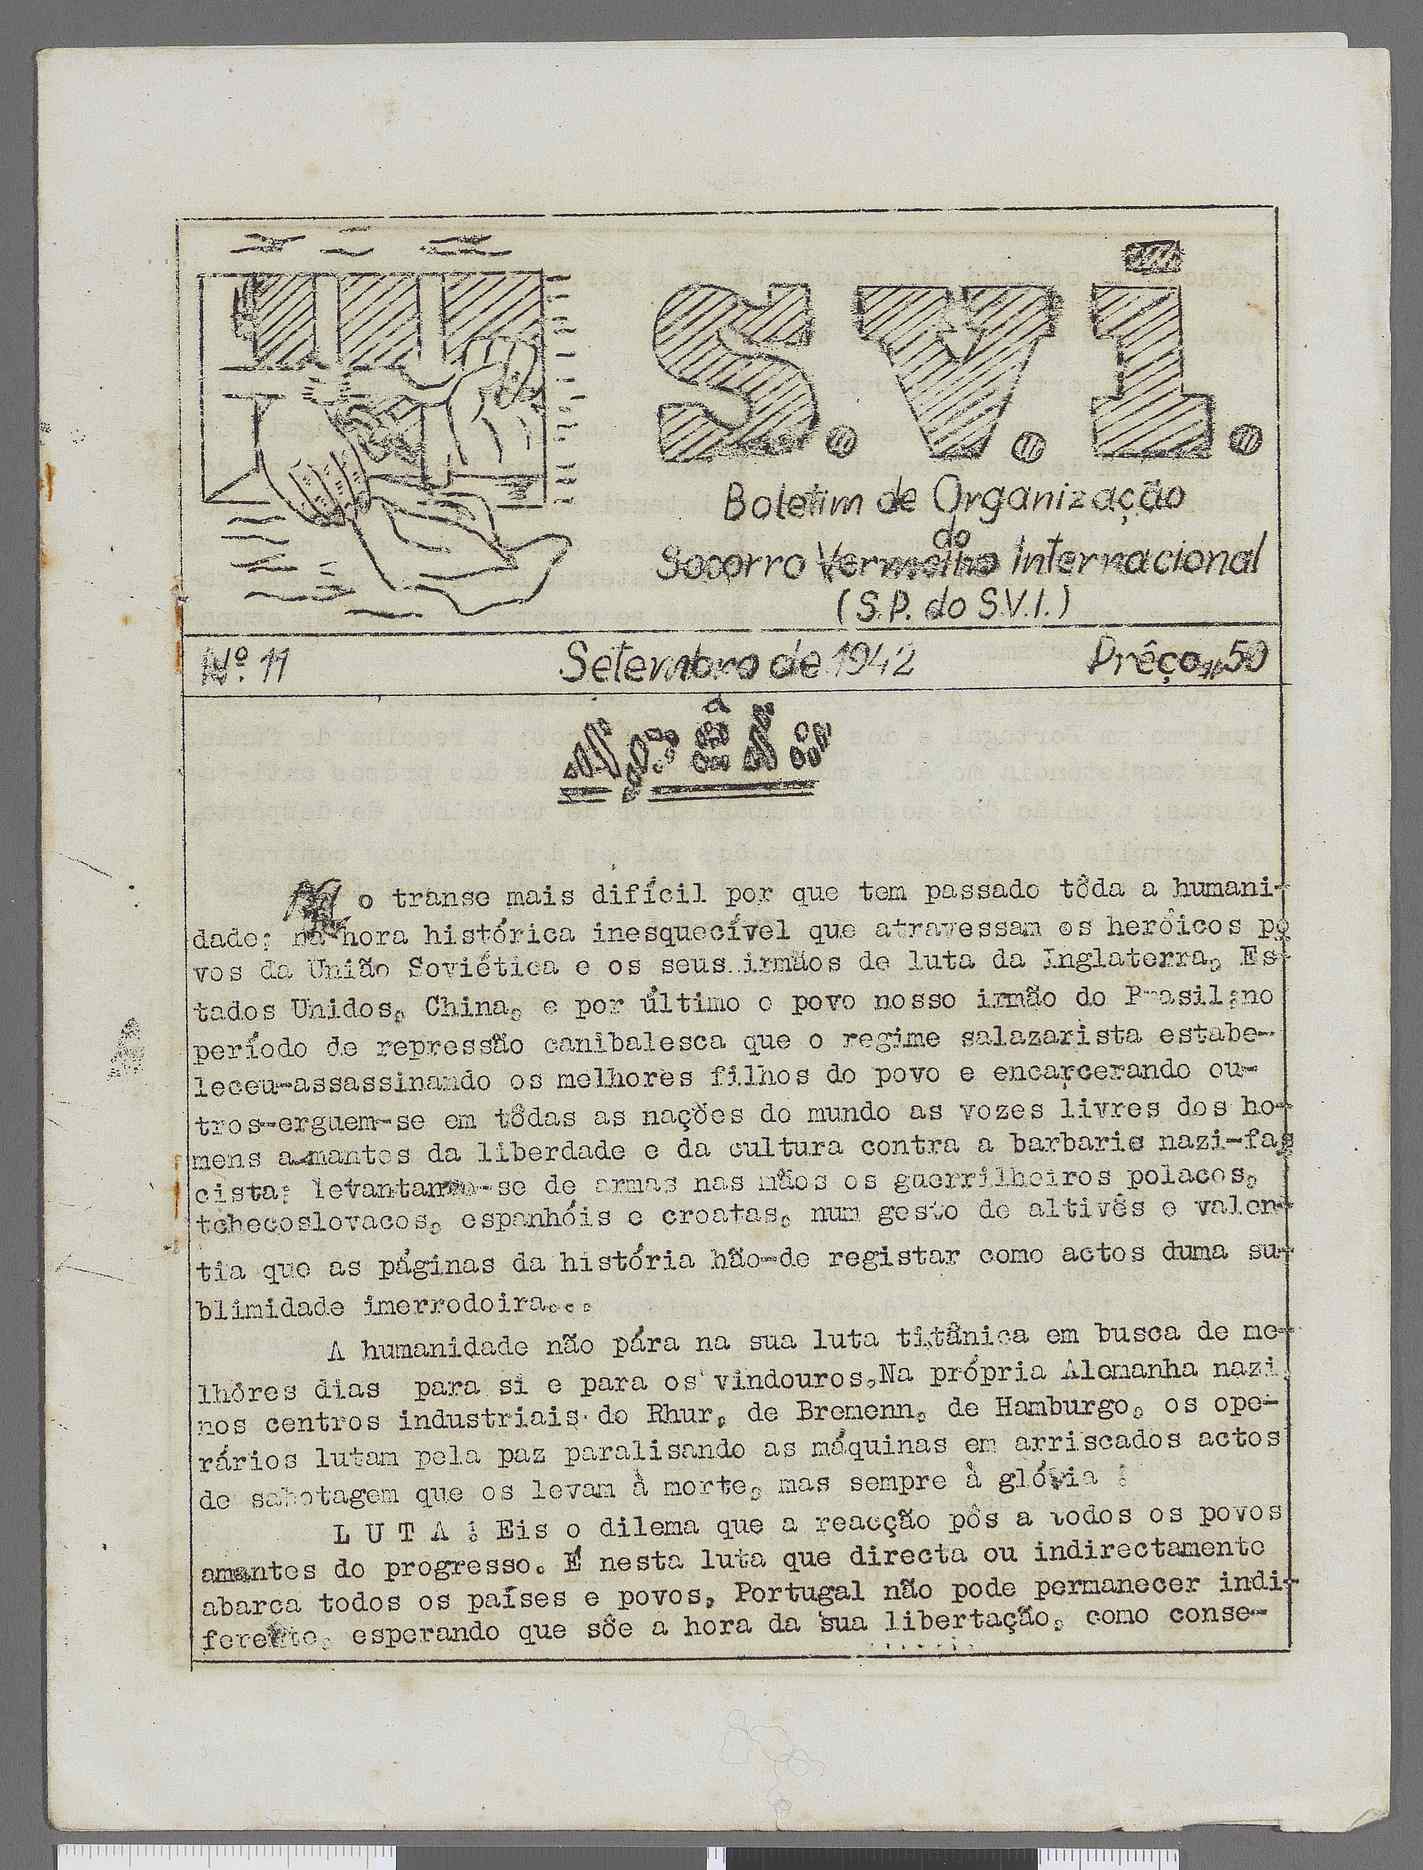 S.V.I.
Boletim de Organização
do
Socorro Vermelho Internacional
(S.P. do S.V.I.)
Nº. 11 Setembro de 1942 Prêço,,50
Apêlo
No transe mais difícil por que tem passado tôda a humani-
dade; na hora histórica inesquecível que atravessam os herôicos po
vos da União Soviética e os seus irmãos de luta da Inglaterra, Es-
tados Unidos, China, e por último o povo nosso irmão do Brasil;no
período de repressão canibalesca que o regime salazarista estabe-
leceu-assassinando os melhores filhos do povo e encarcerando ou-
tros-erguem-se em tôdas as nações do mundo as vozes livres dos ho-
mens amantes da liberdade e da cultura contra a barbarie nazi-fas
cista; levantam-se de armas nas mãos os guerrilheiros polacos,
tchecoslovacos, espanhóis e croatas, num gesto de altivês e valen-
tia que as páginas da história hão-de registar como actos duma su-
blimidade imerredoira...
A humanidade não pára na sua luta titânica em busca de me-
lhôres dias para si e para os vindouros.Na própria Alemanha nazi
nos centros industriais do Rhur, de Bremenn, de Hamburgo, os ope-
rários lutam pela paz paralisando as máquinas em arriscados actos
de sabotagem que os levam à morte, mas sempre à glória !
L U T A ! Eis o dilema que a reacção pôs a todos os povos
amantes do progresso. É nesta luta que directa ou indirectamente
abarca todos os países e povos, Portugal não pode permanecer indi-
ferente, esperando que sôe a hora da sua libertação, como conse-